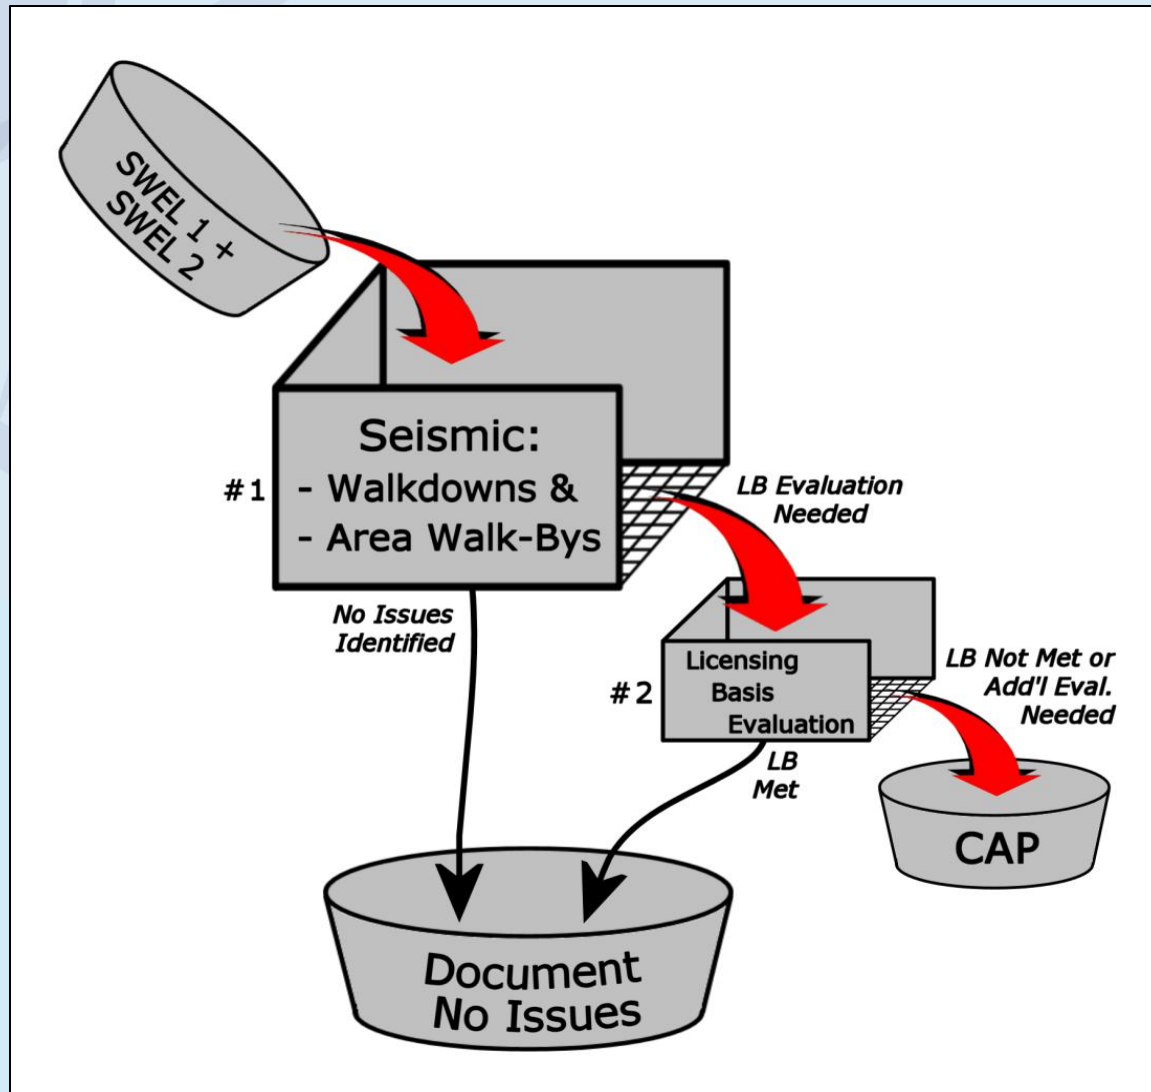 SWEL 1 +
SWEL 2
Seismic:
#1
- Walkdowns &
- Area Walk-Bys
LB Evaluation
Needed
No Issues
Identified
#2
Licensing
Basis
Evaluation
LB Not Met or
Add'l Eval.
Needed
LB
Met
CAP
Document
No Issues